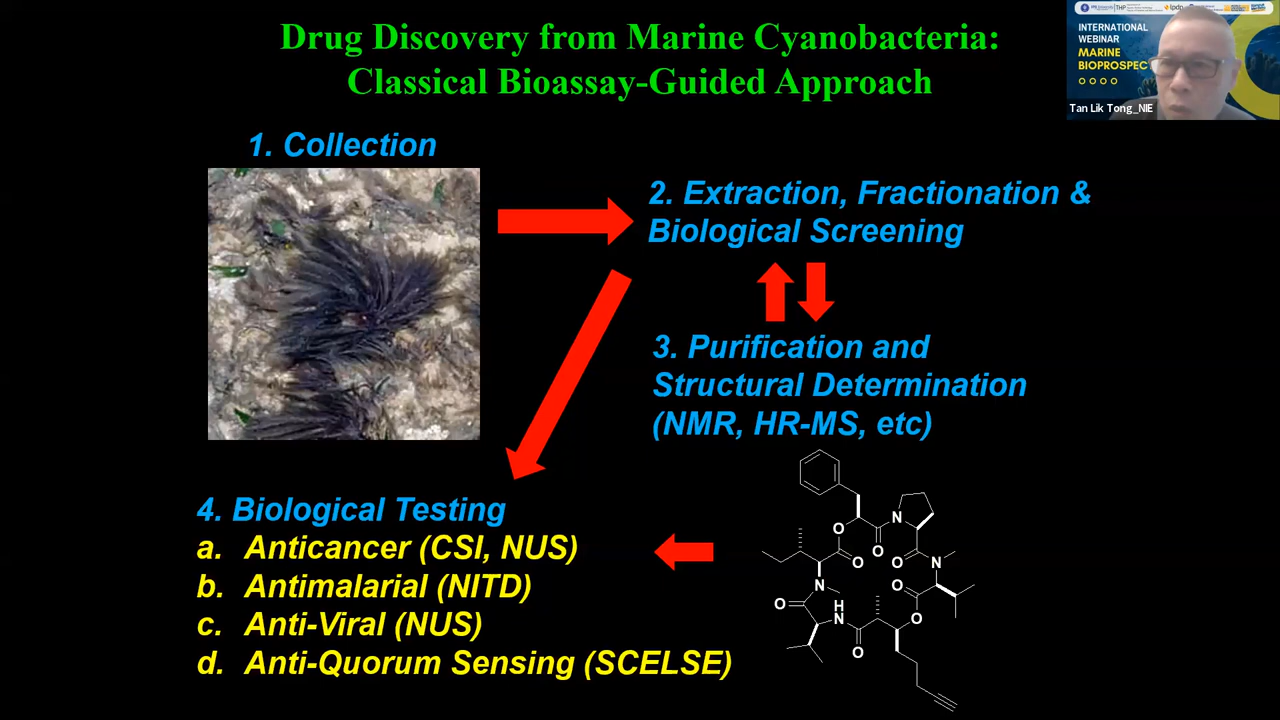 Drug Discovery from Marine Cyanobacteria:
Classical Bioassay-Guided Approach
INTERNATIONAL
WEBINAR
MARINE
BIOPROSPEC
Tan Lik Tong_NIE
1. Collection
2. Extraction, Fractionation &
Biological Screening
3. Purification and
Structural Determination
(NMR, HR-MS, etc)
4. Biological Testing
a. Anticancer (CSI, NUS)
b. Antimalarial (NITD)
c. Anti-Viral (NUS)
d. Anti-Quorum Sensing (SCELSE)
O
N
O
O
O
N
O
N
O
H
N
O
O